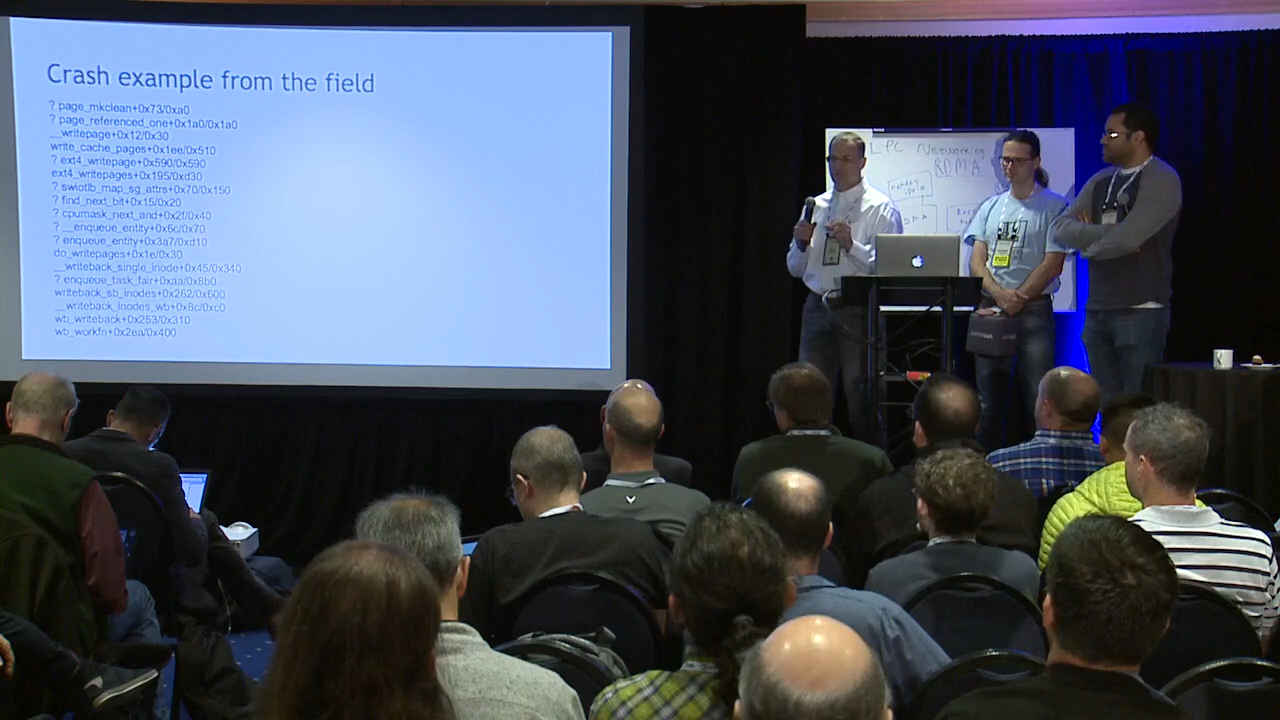 Crash example from the field
? page_mkclean+0x73/0xa0
? page_referenced_one+0x1a0/0x1a0
__writepage+0x12/0x30
write_cache_pages+0x1ee/0x510
? ext4_writepage+0x590/0x590
ext4_writepages+0x195/0xd30
? swiotlb_map_sg_attrs+0x70/0x150
? find_next_bit+0x15/0x20
? cpumask_next_and+0x2f/0x40
? __enqueue_entity+0x6c/0x70
? enqueue_entity+0x3a7/0xd10
do_writepages+0x1e/0x30
__writeback_single_inode+0x45/0x340
? enqueue_task_fair+0xaa/0x8b0
writeback_sb_inodes+0x262/0x600
__writeback_inodes_wb+0x8c/0xc0
wb_writeback+0x253/0x310
wb_workfn+0x2ea/0x400
LPC Networking
RDMA